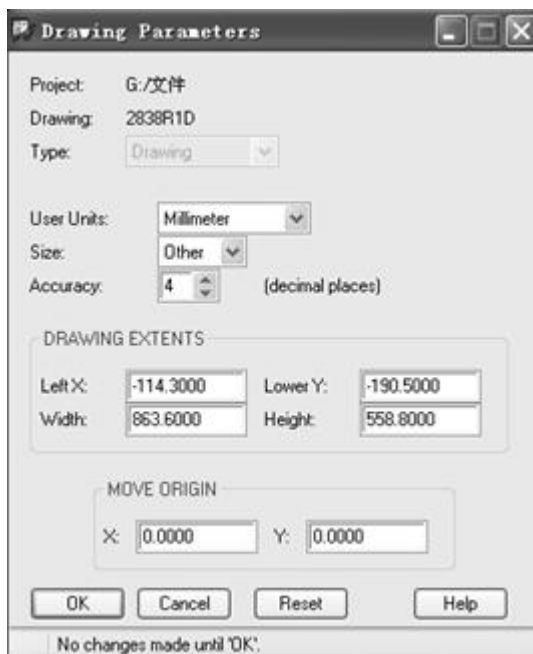 Drawing Parameters
Project: G:/文件
Drawing: 2838R1D
Type: Drawing
User Units: Millimeter
Size: Other
Accuracy: 4 (decimal places)
DRAWING EXTENTS
Left X: -114.3000 Lower Y: -190.5000
Width: 863.6000 Height: 558.8000
MOVE ORIGIN
X: 0.0000 Y: 0.0000
OK Cancel Reset Help
No changes made until 'OK'.